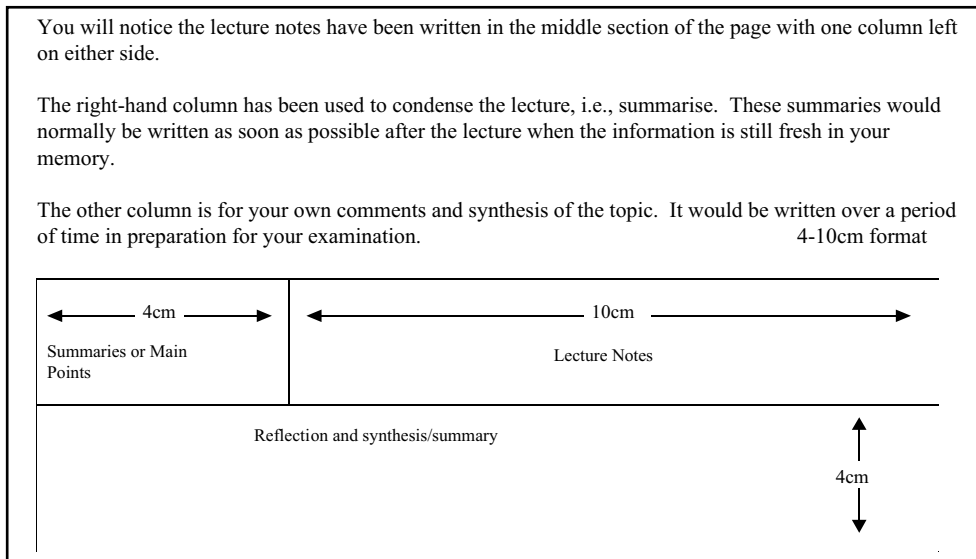 You will notice the lecture notes have been written in the middle section of the page with one column left
on either side.
The right-hand column has been used to condense the lecture, i.e., summarise. These summaries would
normally be written as soon as possible after the lecture when the information is still fresh in your
memory.
The other column is for your own comments and synthesis of the topic. It would be written over a period
of time in preparation for your examination. 4-10cm format
4cm 10cm
Summaries or Main
Points
Lecture Notes
Reflection and synthesis/summary
4cm